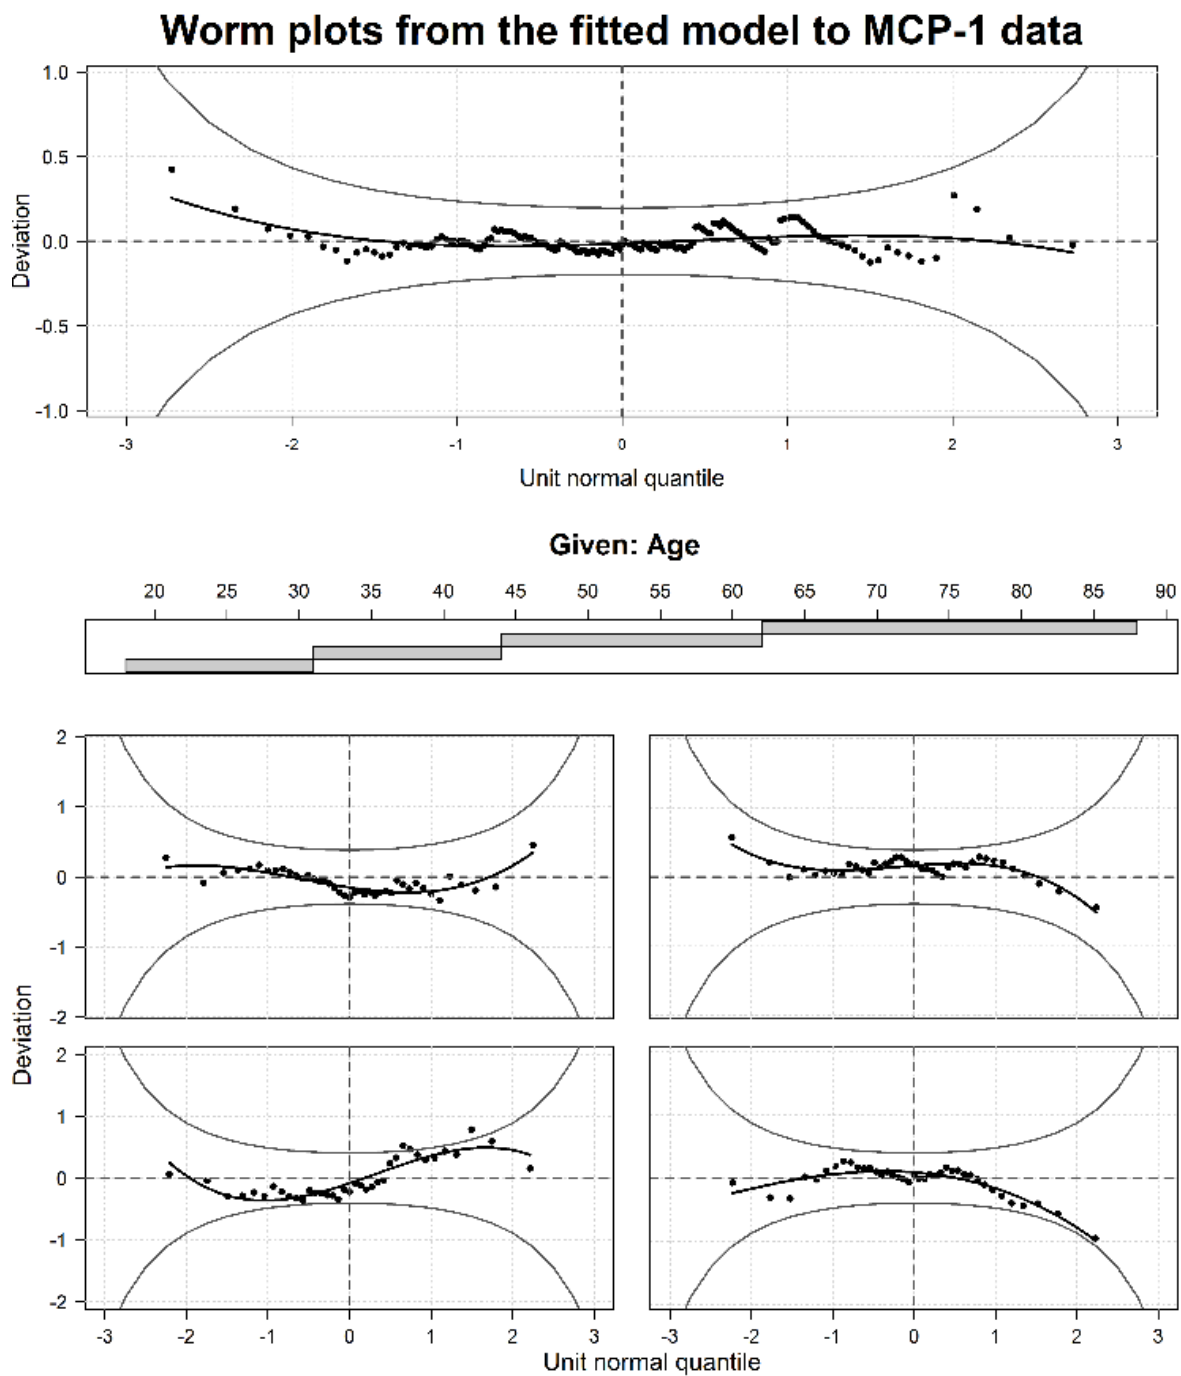 Worm plots from the fitted model to MCP-1 data
1.0
0.5
0.0
-0.5
-1.0
Deviation
-3 -2 -1 0 1 2 3
Unit normal quantile
Given: Age
20 25 30 35 40 45 50 55 60 65 70 75 80 85 90
2
1
0
-1
-2
Deviation
2
1
0
-1
-2
-3 -2 -1 0 1 2 3 -3 -2 -1 0 1 2 3
Unit normal quantile